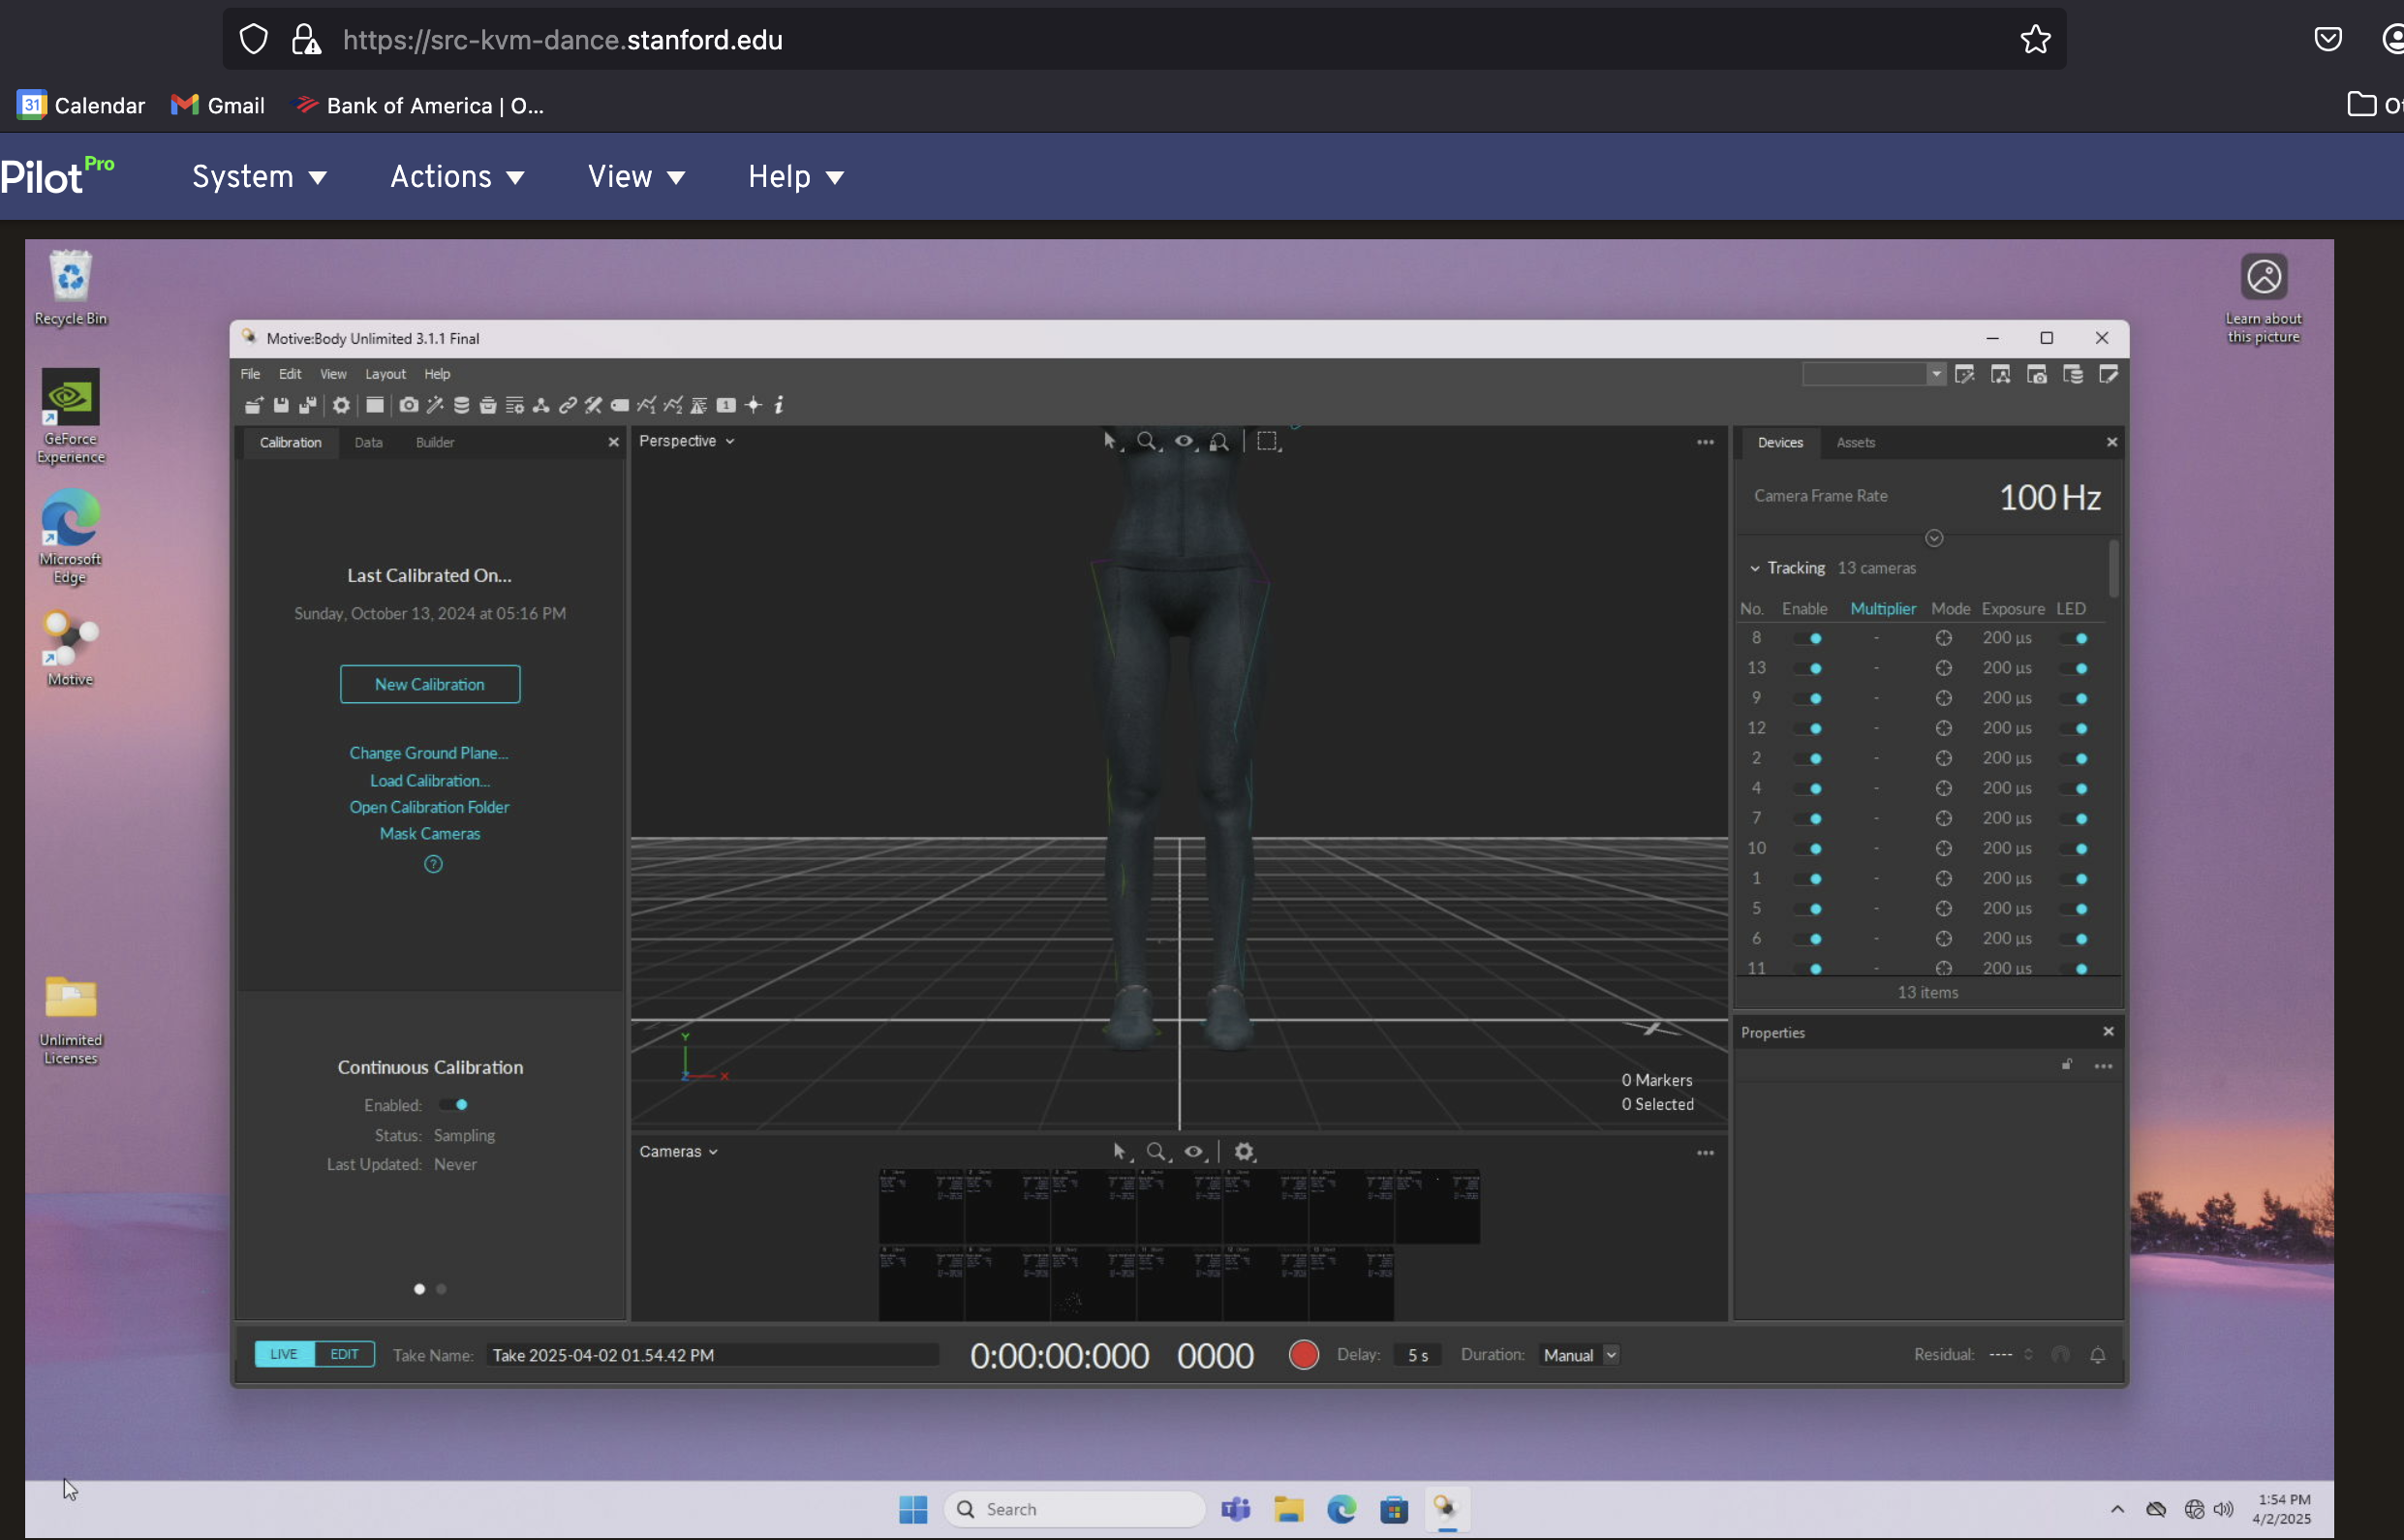 https://src-kvm-dance.stanford.edu
31 Calendar Gmail Bank of America | O...
Pilot Pro System Actions View Help
Recycle Bin
GeForce
Experience
Microsoft
Edge
Motive
Unlimited
Licenses
Learn about
this picture
Motive:Body Unlimited 3.1.1 Final
File Edit View Layout Help
Calibration Data Builder
Last Calibrated On...
Sunday, October 13, 2024 at 05:16 PM
New Calibration
Change Ground Plane...
Load Calibration...
Open Calibration Folder
Mask Cameras
?
Continuous Calibration
Enabled:
Status: Sampling
Last Updated: Never
Perspective
Y
Z X
0 Markers
0 Selected
Cameras
Devices Assets
Camera Frame Rate 100 Hz
Tracking 13 cameras
No. Enable Multiplier Mode Exposure LED
8 - 200 µs
13 - 200 µs
9 - 200 µs
12 - 200 µs
2 - 200 µs
4 - 200 µs
7 - 200 µs
10 - 200 µs
1 - 200 µs
5 - 200 µs
6 - 200 µs
11 - 200 µs
13 items
Properties
LIVE EDIT Take Name: Take 2025-04-02 01.54.42 PM 0:00:00:000 0000 Delay: 5 s Duration: Manual Residual: ----
Search
1:54 PM
4/2/2025